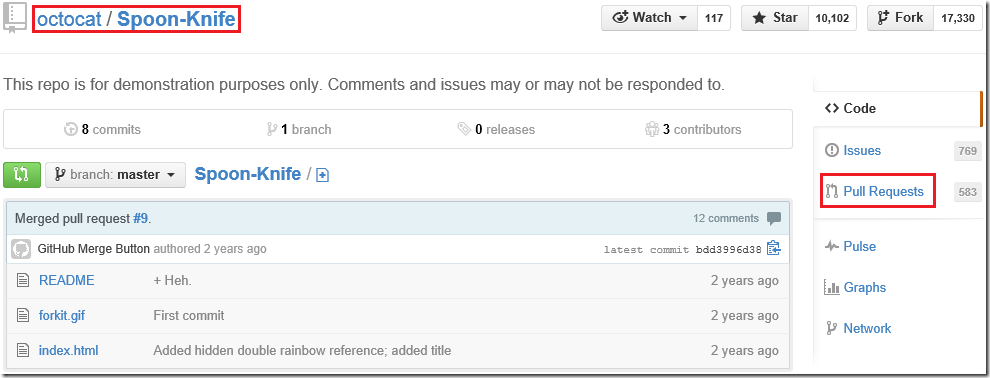 octocat / Spoon-Knife
Watch 117 Star 10,102 Fork 17,330
This repo is for demonstration purposes only. Comments and issues may or may not be responded to.
8 commits 1 branch 0 releases 3 contributors
branch: master Spoon-Knife /
Merged pull request #9. 12 comments
GitHub Merge Button authored 2 years ago latest commit bdd3996d38
README + Heh. 2 years ago
forkit.gif First commit 2 years ago
index.html Added hidden double rainbow reference; added title 2 years ago
Code
Issues 769
Pull Requests 583
Pulse
Graphs
Network